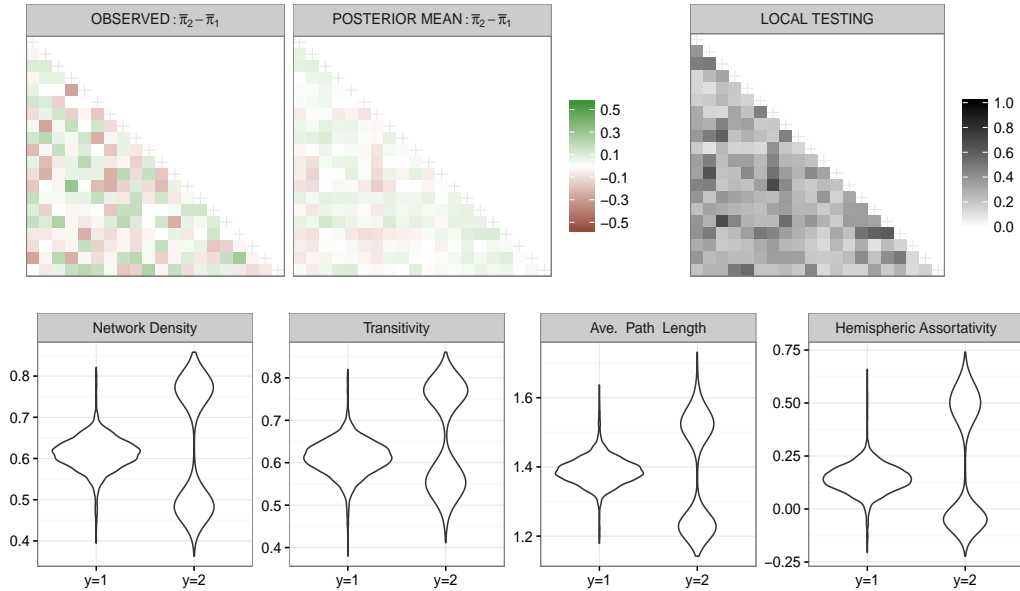 OBSERVED : π̅₂ − π̅₁
POSTERIOR MEAN : π̅₂ − π̅₁
LOCAL TESTING
0.5
0.3
0.1
−0.1
−0.3
−0.5
1.0
0.8
0.6
0.4
0.2
0.0
Network Density
0.8
0.7
0.6
0.5
0.4
y=1
y=2
Transitivity
0.8
0.7
0.6
0.5
0.4
y=1
y=2
Ave. Path Length
1.6
1.4
1.2
y=1
y=2
Hemispheric Assortativity
0.75
0.50
0.25
0.00
−0.25
y=1
y=2